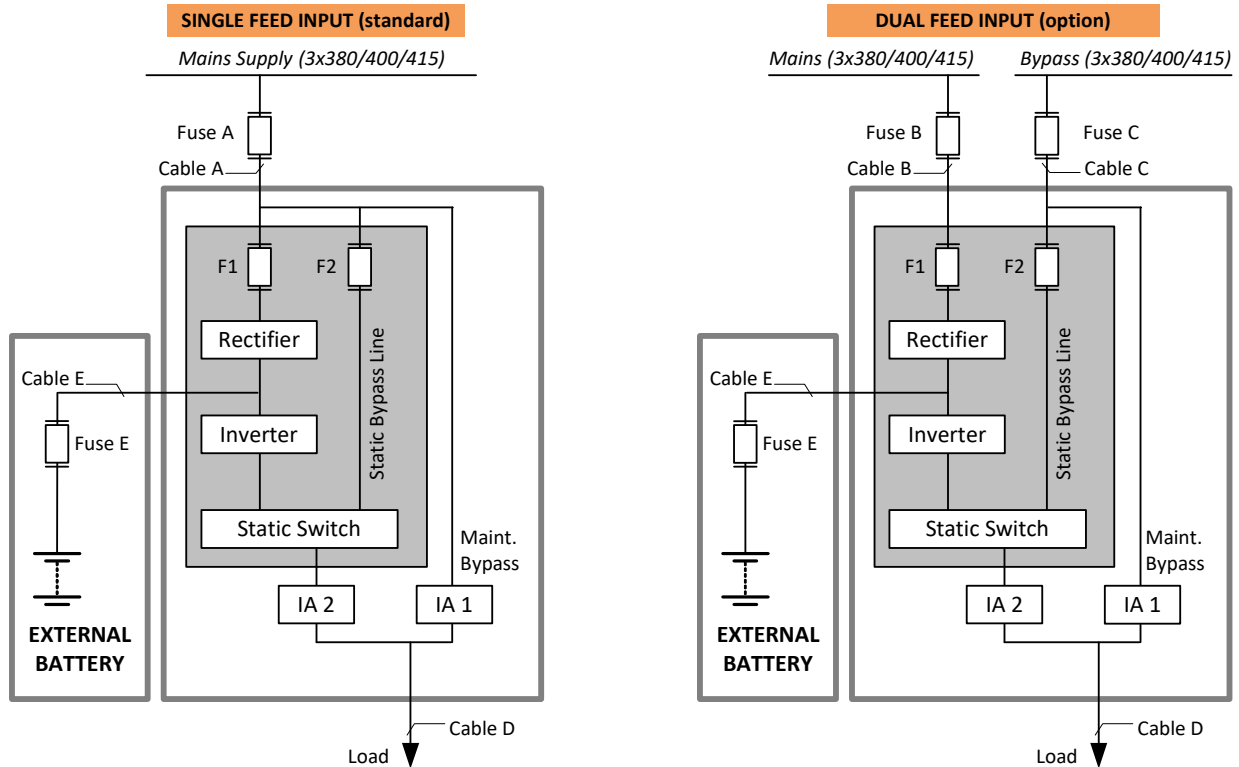 SINGLE FEED INPUT (standard)
Mains Supply (3x380/400/415)
Fuse A
Cable A
F1
F2
Rectifier
Static Bypass Line
Cable E
Fuse E
Inverter
Static Switch
Maint.
Bypass
IA 2
IA 1
EXTERNAL
BATTERY
Cable D
Load
DUAL FEED INPUT (option)
Mains (3x380/400/415)
Bypass (3x380/400/415)
Fuse B
Fuse C
Cable B
Cable C
F1
F2
Rectifier
Static Bypass Line
Cable E
Fuse E
Inverter
Static Switch
Maint.
Bypass
IA 2
IA 1
EXTERNAL
BATTERY
Cable D
Load